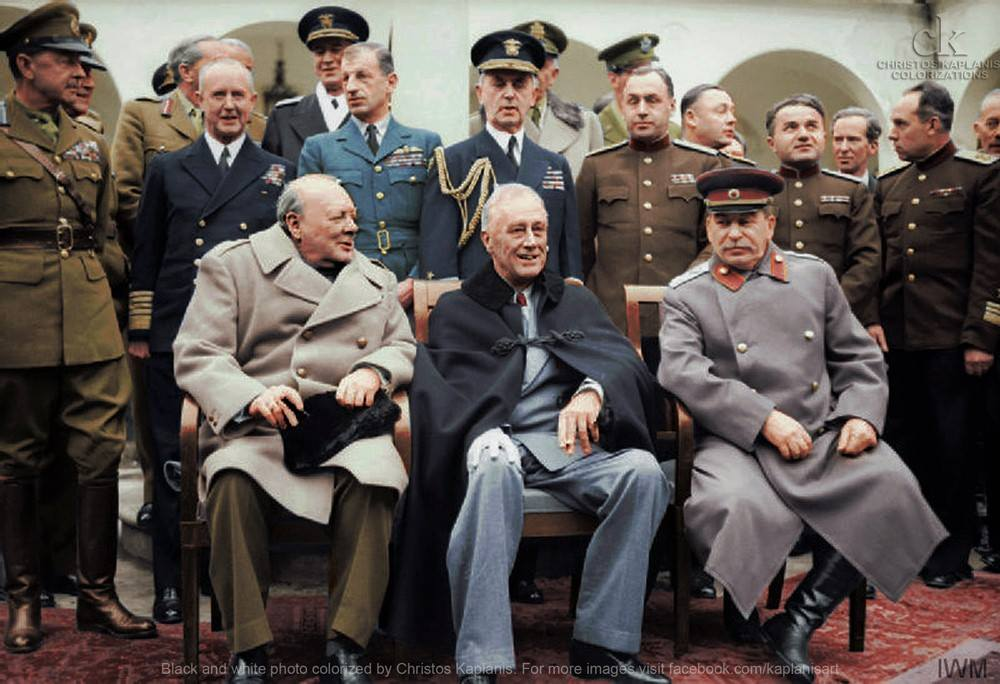 ck
CHRISTOS KAPLANIS
COLORIZATIONS
Black and white photo colorized by Christos Kaplanis. For more images visit facebook.com/kaplanisart
IWM